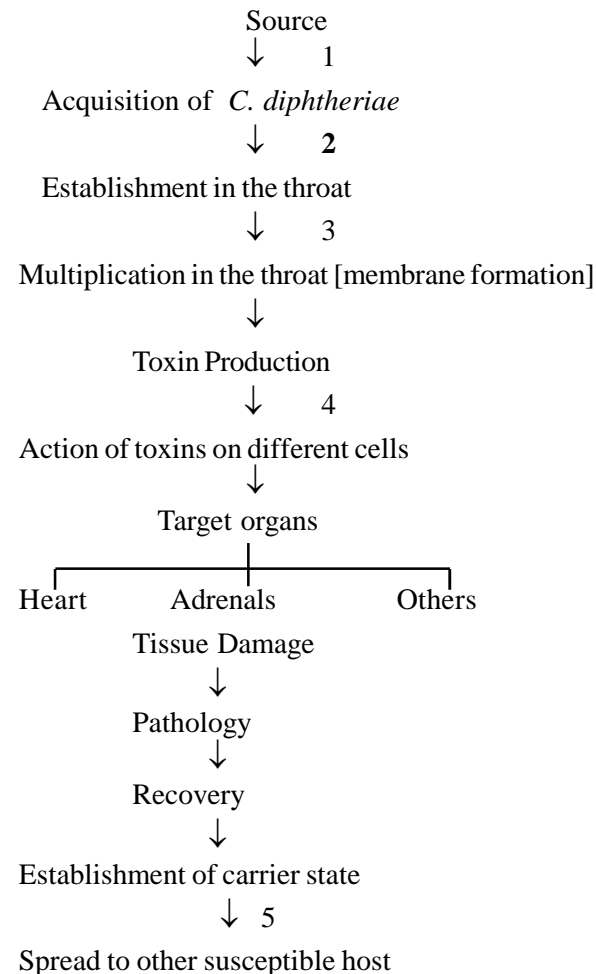 Source
↓ 1
Acquisition of C. diphtheriae
↓ 2
Establishment in the throat
↓ 3
Multiplication in the throat [membrane formation]
↓
Toxin Production
↓ 4
Action of toxins on different cells
↓
Target organs
Heart Adrenals Others
Tissue Damage
↓
Pathology
↓
Recovery
↓
Establishment of carrier state
↓ 5
Spread to other susceptible host